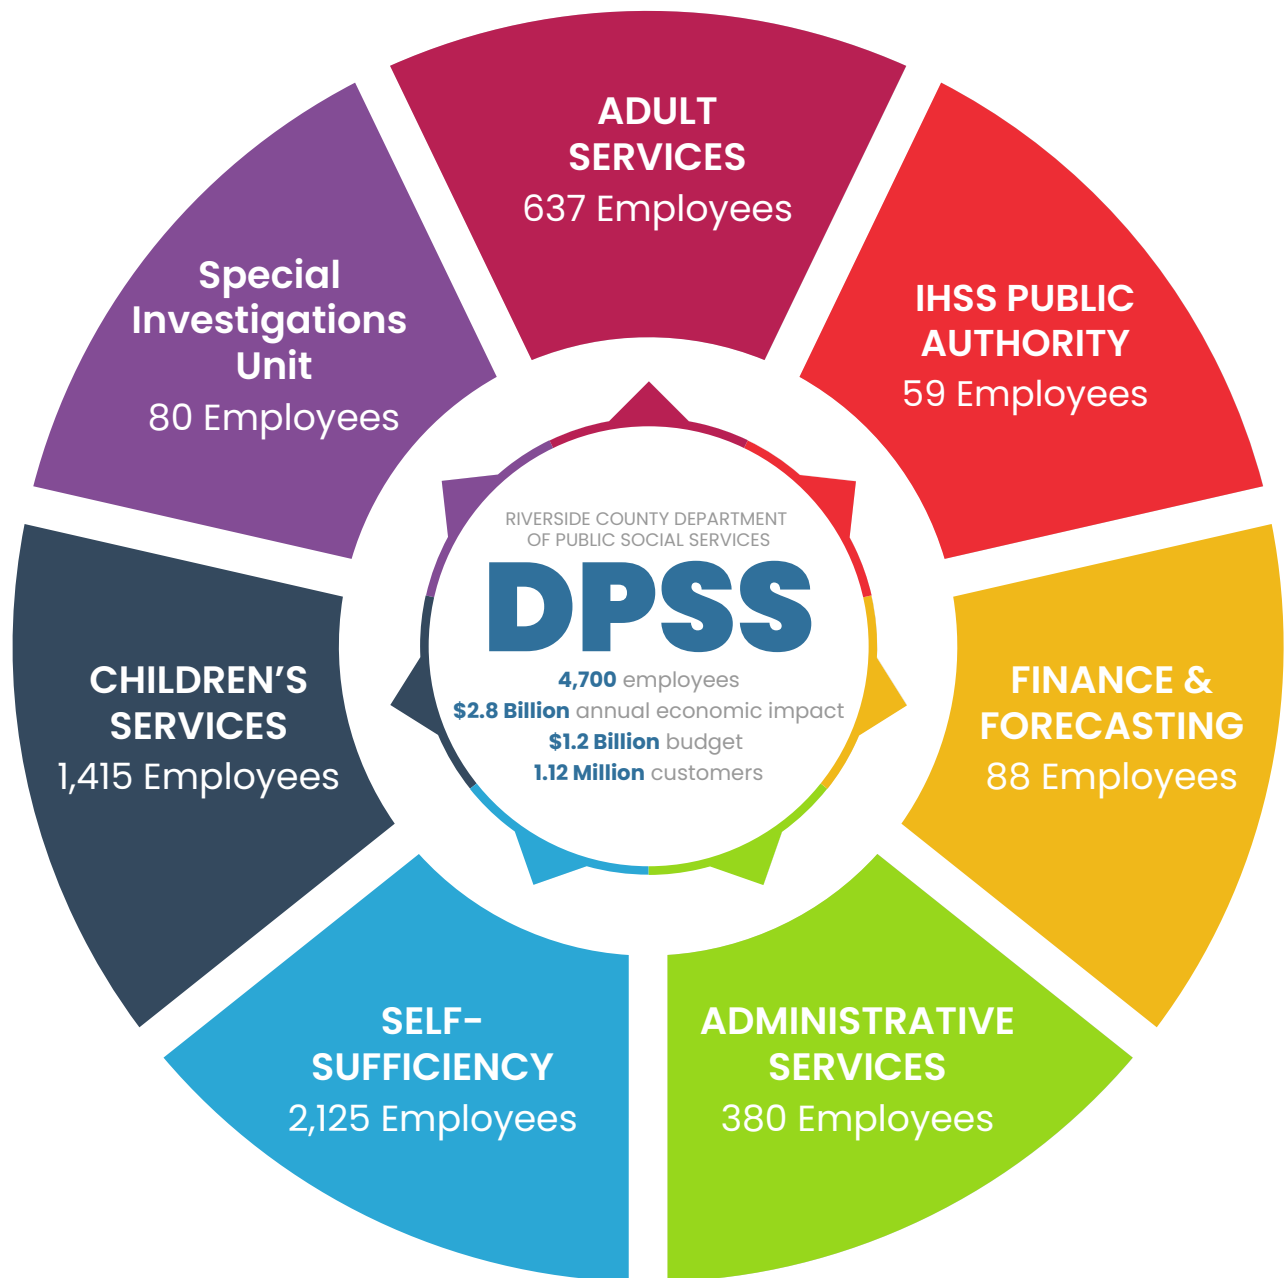 ADULT
SERVICES
637 Employees
IHSS PUBLIC
AUTHORITY
59 Employees
FINANCE &
FORECASTING
88 Employees
ADMINISTRATIVE
SERVICES
380 Employees
SELF-
SUFFICIENCY
2,125 Employees
CHILDREN’S
SERVICES
1,415 Employees
Special
Investigations
Unit
80 Employees
RIVERSIDE COUNTY DEPARTMENT
OF PUBLIC SOCIAL SERVICES
DPSS
4,700 employees
$2.8 Billion annual economic impact
$1.2 Billion budget
1.12 Million customers